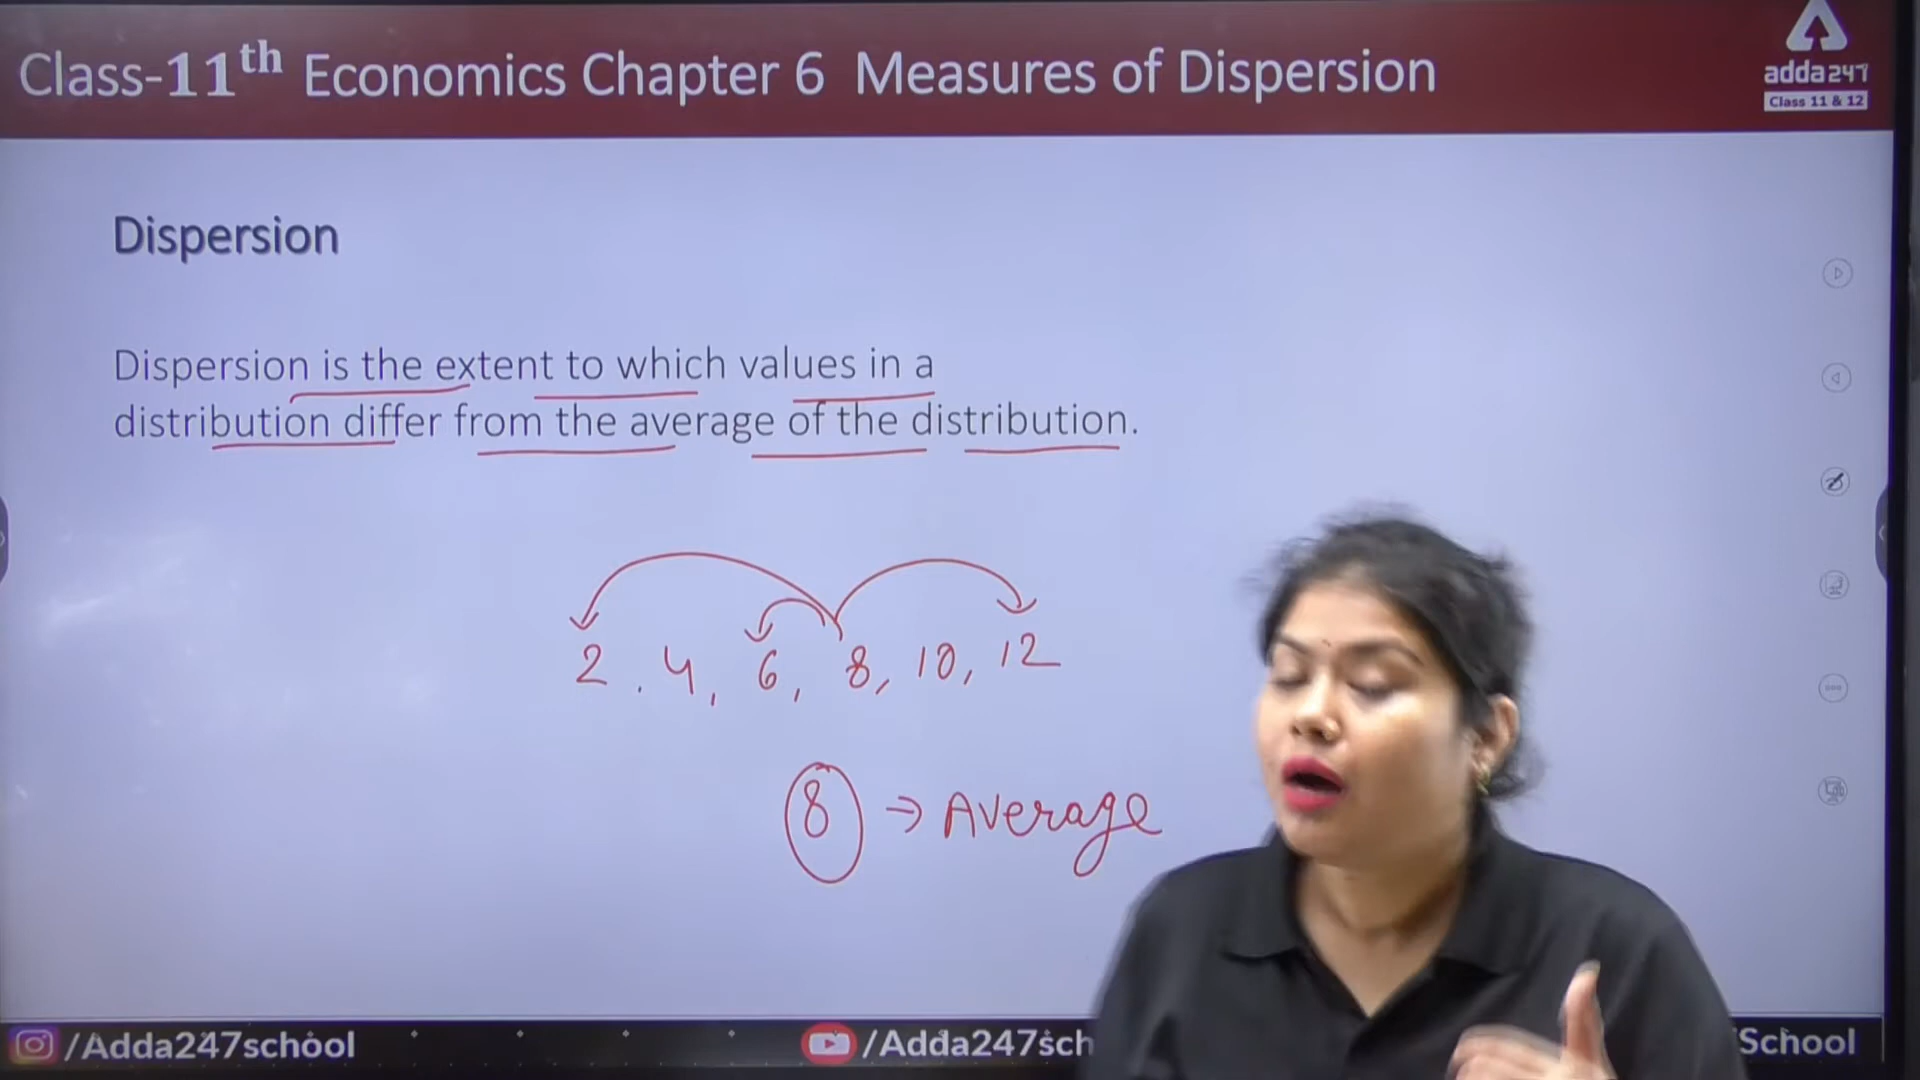 Class-11th Economics Chapter 6 Measures of Dispersion
adda247
Class 11 & 12
Dispersion
Dispersion is the extent to which values in a
distribution differ from the average of the distribution.
2 . 4, 6, 8, 10, 12
8 → Average
/Adda247school
/Adda247sch
School